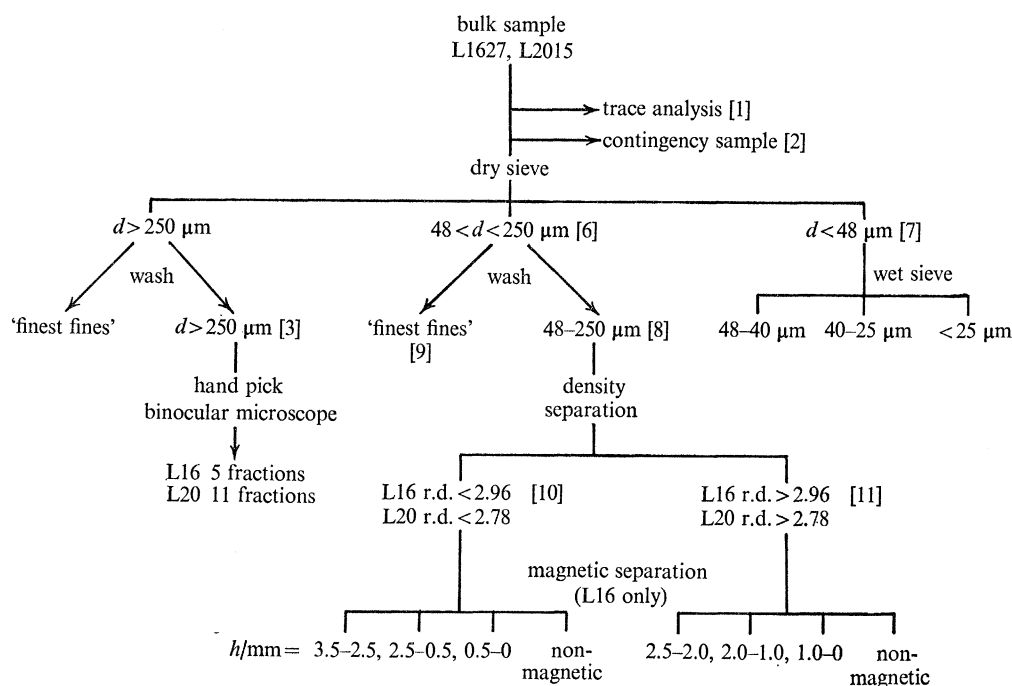 bulk sample
L1627, L2015
trace analysis [1]
contingency sample [2]
dry sieve
d > 250 μm
48 < d < 250 μm [6]
d < 48 μm [7]
wash
wash
wet sieve
'finest fines'
d > 250 μm [3]
'finest fines'
[9]
48–250 μm [8]
48–40 μm
40–25 μm
< 25 μm
hand pick
binocular microscope
density
separation
L16 5 fractions
L20 11 fractions
L16 r.d. < 2.96 [10]
L20 r.d. < 2.78
L16 r.d. > 2.96 [11]
L20 r.d. > 2.78
magnetic separation
(L16 only)
h/mm = 3.5–2.5, 2.5–0.5, 0.5–0
non-
magnetic
2.5–2.0, 2.0–1.0, 1.0–0
non-
magnetic